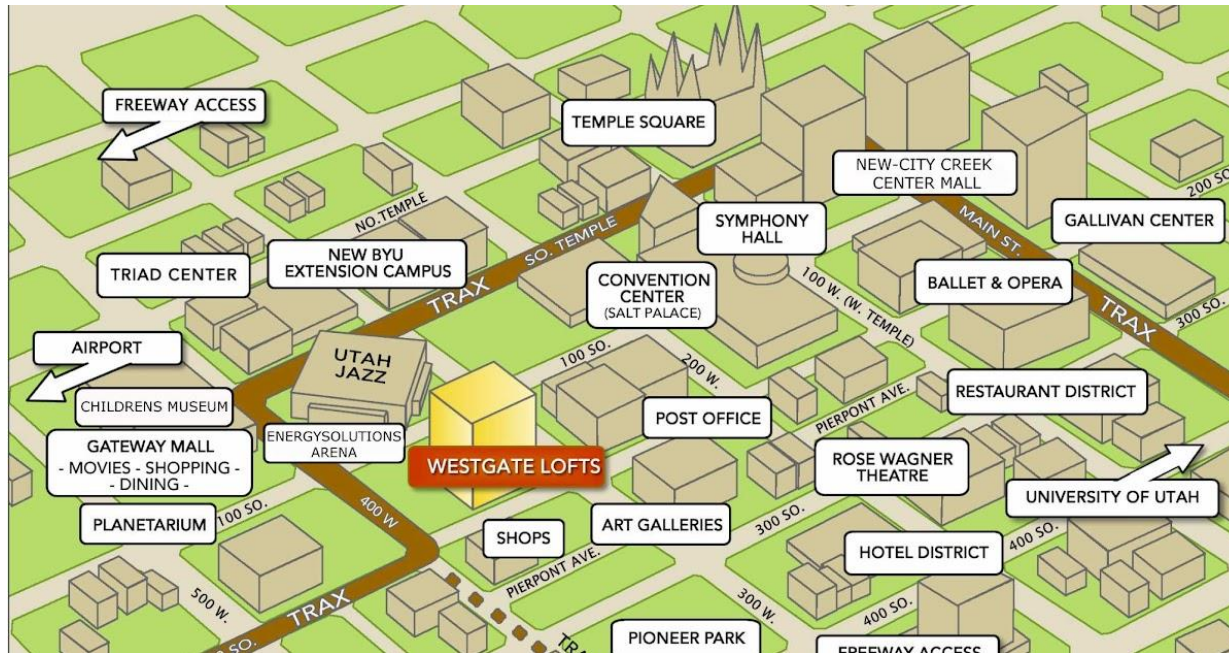 FREEWAY ACCESS
TEMPLE SQUARE
NEW-CITY CREEK
CENTER MALL
200 SO.
NO. TEMPLE
SO. TEMPLE
MAIN ST.
GALLIVAN CENTER
SYMPHONY
HALL
NEW BYU
EXTENSION CAMPUS
TRIAD CENTER
TRAX
CONVENTION
CENTER
(SALT PALACE)
100 W. (W. TEMPLE)
BALLET & OPERA
TRAX
300 SO.
AIRPORT
UTAH
JAZZ
100 SO.
200 W.
CHILDRENS MUSEUM
RESTAURANT DISTRICT
PIERPONT AVE.
POST OFFICE
ENERGYSOLUTIONS
ARENA
GATEWAY MALL
- MOVIES - SHOPPING -
- DINING -
WESTGATE LOFTS
ROSE WAGNER
THEATRE
UNIVERSITY OF UTAH
PLANETARIUM
100 SO.
400 W
SHOPS
ART GALLERIES
300 SO.
HOTEL DISTRICT
400 SO.
PIERPONT AVE.
500 W.
TRAX
300 W.
400 SO.
SO.
PIONEER PARK
FREEWAY ACCESS